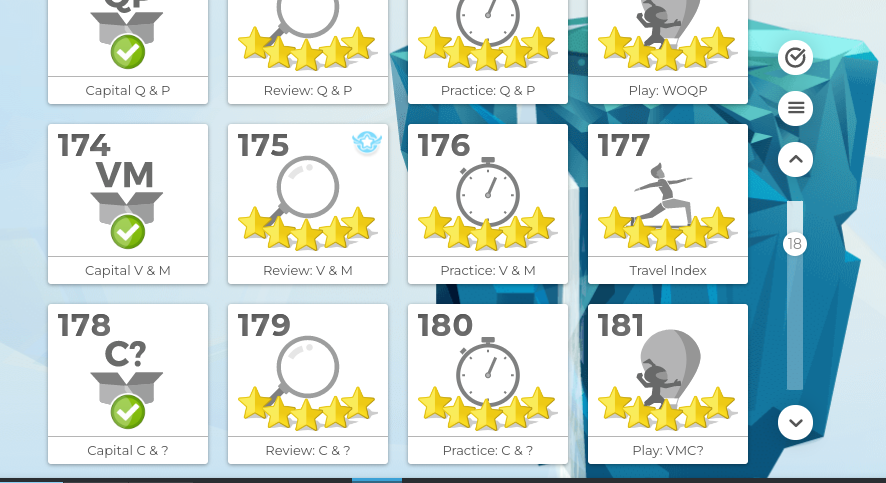 QP
Capital Q & P
Review: Q & P
Practice: Q & P
Play: WOQP
174
VM
Capital V & M
175
Review: V & M
176
Practice: V & M
177
Travel Index
18
178
C?
Capital C & ?
179
Review: C & ?
180
Practice: C & ?
181
Play: VMC?